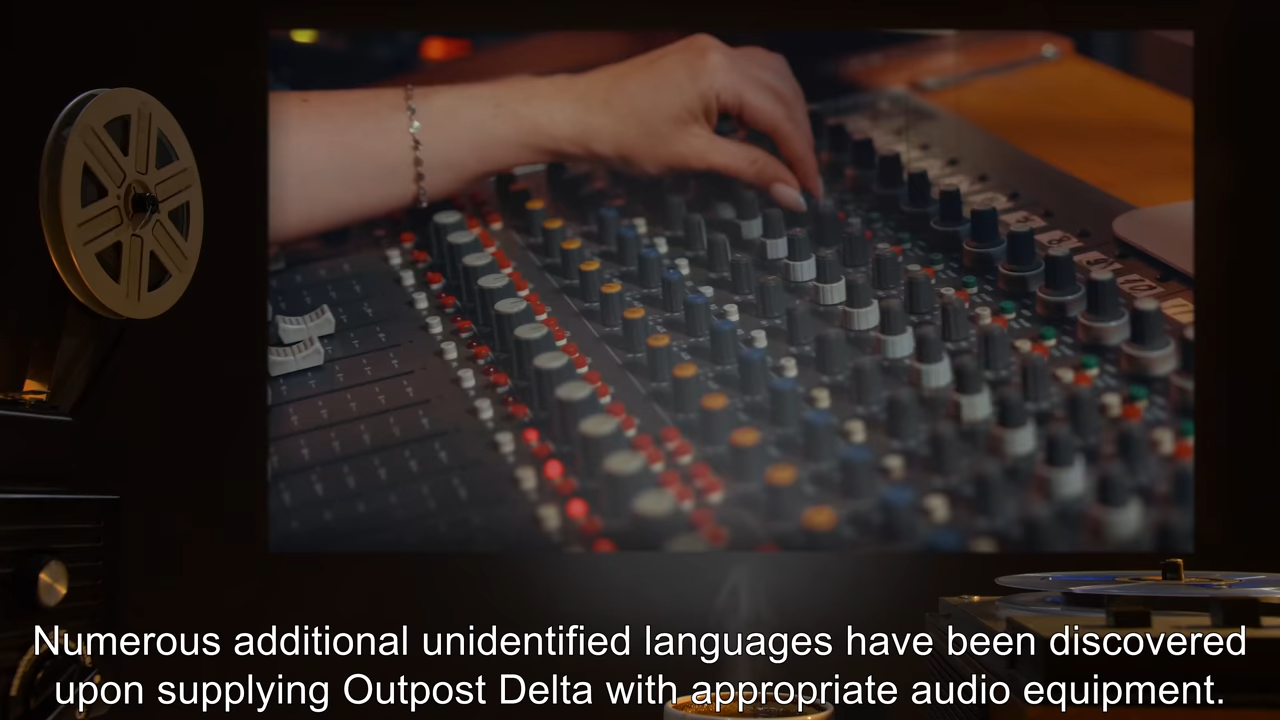 Numerous additional unidentified languages have been discovered
upon supplying Outpost Delta with appropriate audio equipment.